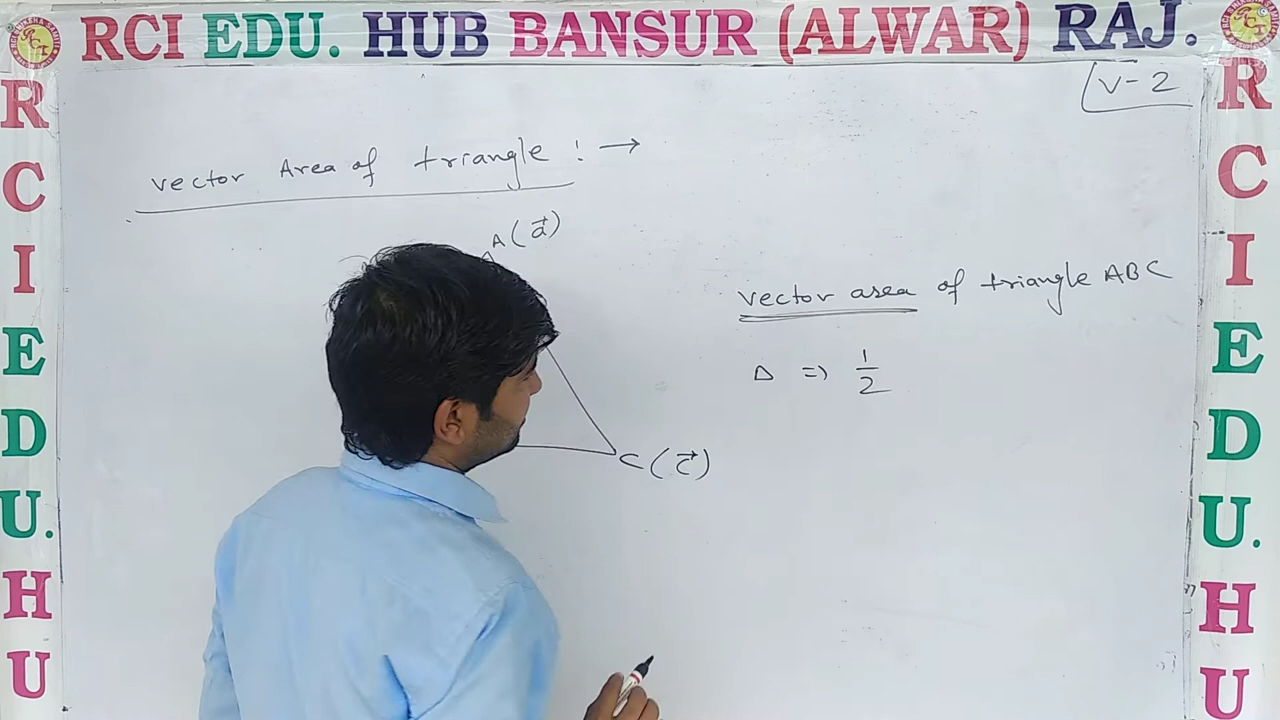 RCI EDU. HUB BANSUR (ALWAR) RAJ.
V-2
vector Area of triangle : →
A(a⃗)
vector area of triangle ABC
Δ ⇒ 1/2
C(c⃗)
R
C
I
E
D
U.
H
U
R
C
I
E
D
U.
H
U